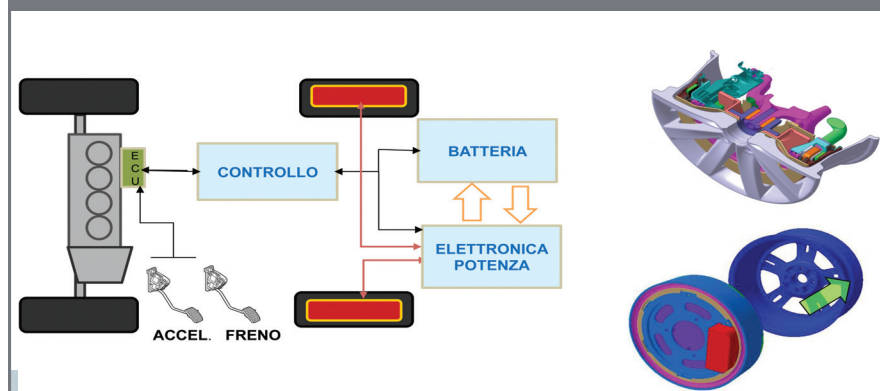 E
C
U
CONTROLLO
BATTERIA
ELETTRONICA
POTENZA
ACCEL. FRENO